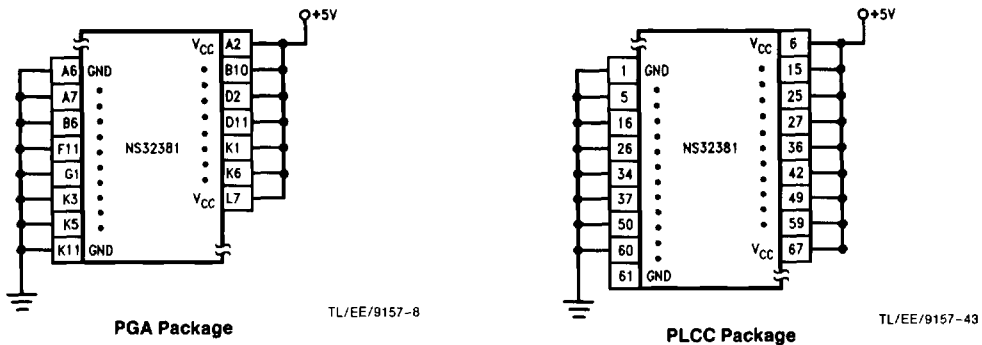 +5V
VCC A2
A6 GND B10
A7 D2
B6 D11
F11 NS32381 K1
G1 K6
K3 VCC L7
K5
K11 GND
TL/EE/9157-8
PGA Package
+5V
VCC 6
1 GND 15
5 25
16 27
26 NS32381 36
34 42
37 49
50 59
60 VCC 67
61 GND
TL/EE/9157-43
PLCC Package